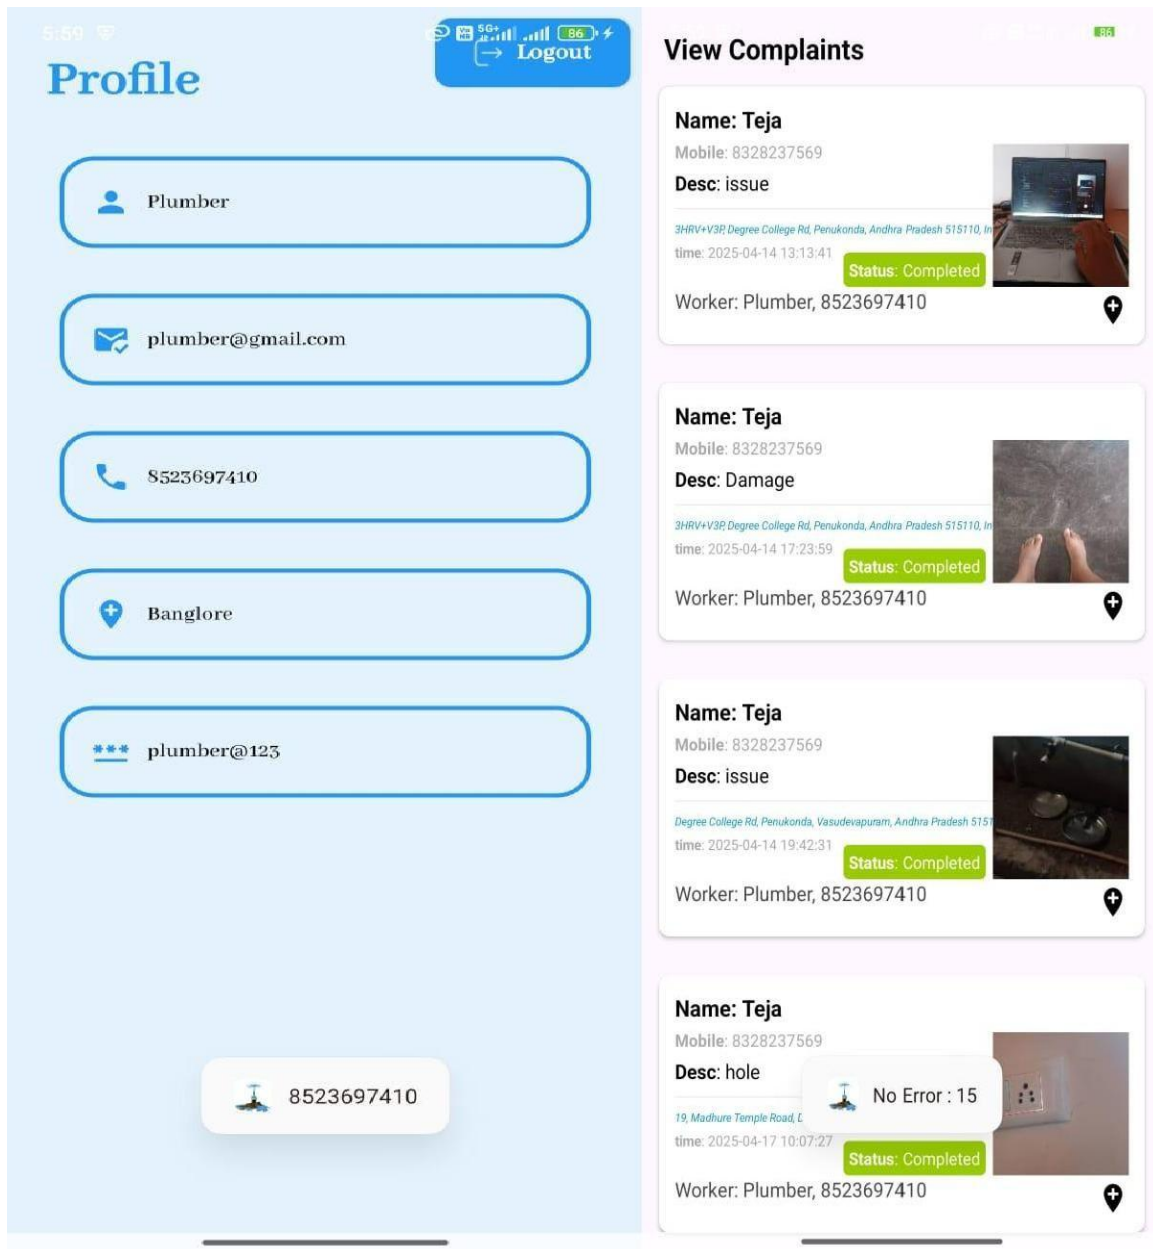 5:59
5G+
86
Logout
Profile
Plumber
plumber@gmail.com
8523697410
Banglore
plumber@123
8523697410
86
View Complaints
Name: Teja
Mobile: 8328237569
Desc: issue
3HRV+V3P, Degree College Rd, Penukonda, Andhra Pradesh 515110, In
time: 2025-04-14 13:13:41
Status: Completed
Worker: Plumber, 8523697410
Name: Teja
Mobile: 8328237569
Desc: Damage
3HRV+V3P, Degree College Rd, Penukonda, Andhra Pradesh 515110, In
time: 2025-04-14 17:23:59
Status: Completed
Worker: Plumber, 8523697410
Name: Teja
Mobile: 8328237569
Desc: issue
Degree College Rd, Penukonda, Vasudevapuram, Andhra Pradesh 5151
time: 2025-04-14 19:42:31
Status: Completed
Worker: Plumber, 8523697410
Name: Teja
Mobile: 8328237569
Desc: hole
No Error : 15
19, Madhure Temple Road,
time: 2025-04-17 10:07:27
Status: Completed
Worker: Plumber, 8523697410